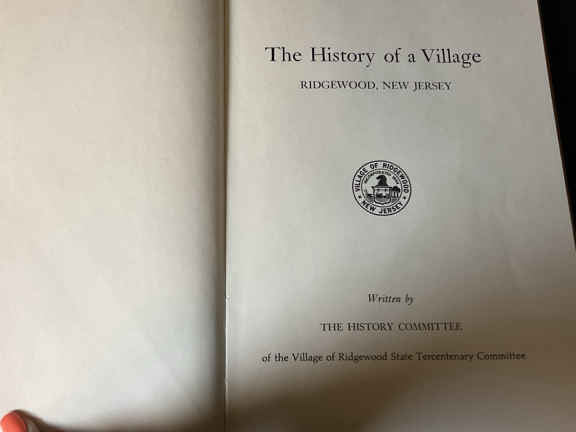 The History of a Village
RIDGEWOOD, NEW JERSEY
VILLAGE OF RIDGEWOOD
NEW JERSEY
Written by
THE HISTORY COMMITTEE
of the Village of Ridgewood State Tercentenary Committee